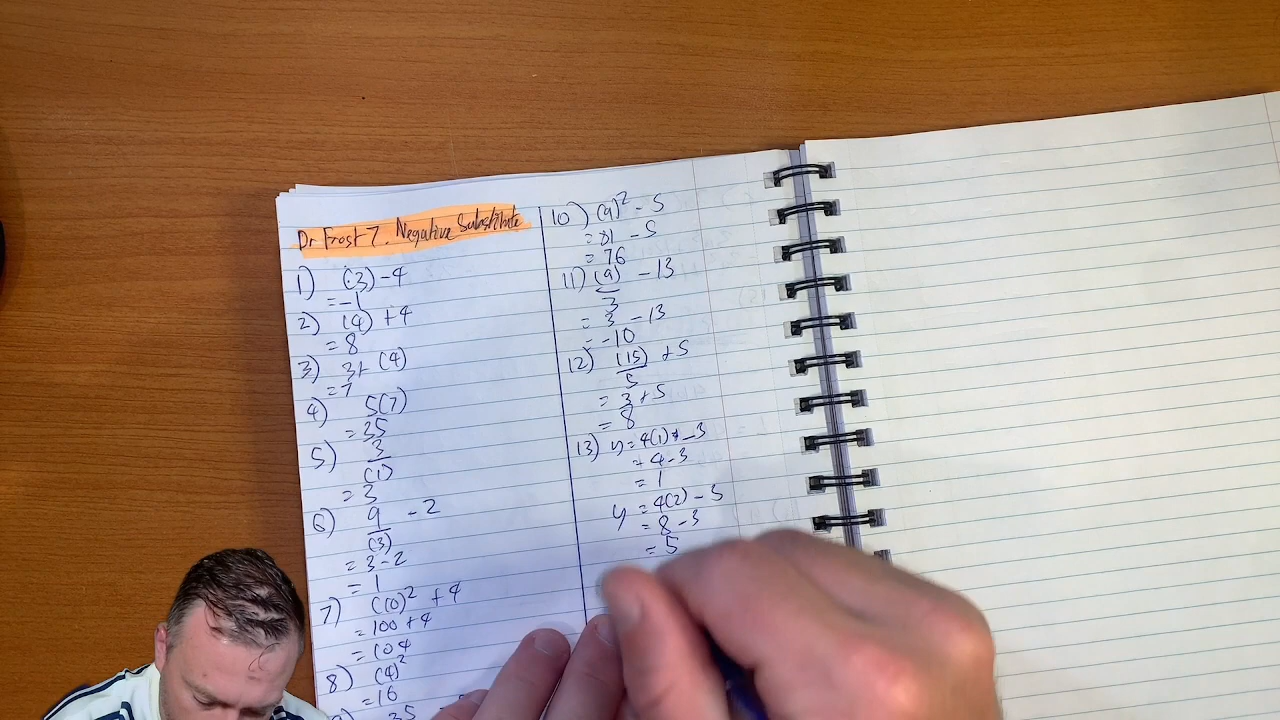 Dr Frost 7. Negative Substitute
1) (3) - 4
= -1
2) (4) + 4
= 8
3) 3 + (4)
= 7
4) 5(7)
= 35
5) 3
(1)
= 3
6) 9 - 2
(3)
= 3 - 2
= 1
7) (10)² + 4
= 100 + 4
= 104
8) (4)²
= 16
35
10) (9)² - 5
= 81 - 5
= 76
11) (9) - 13
3
= 3 - 13
= -10
12) (15) + 5
5
= 3 + 5
= 8
13) y = 4(1) - 3
= 4 - 3
= 1
y = 4(2) - 3
= 8 - 3
= 5